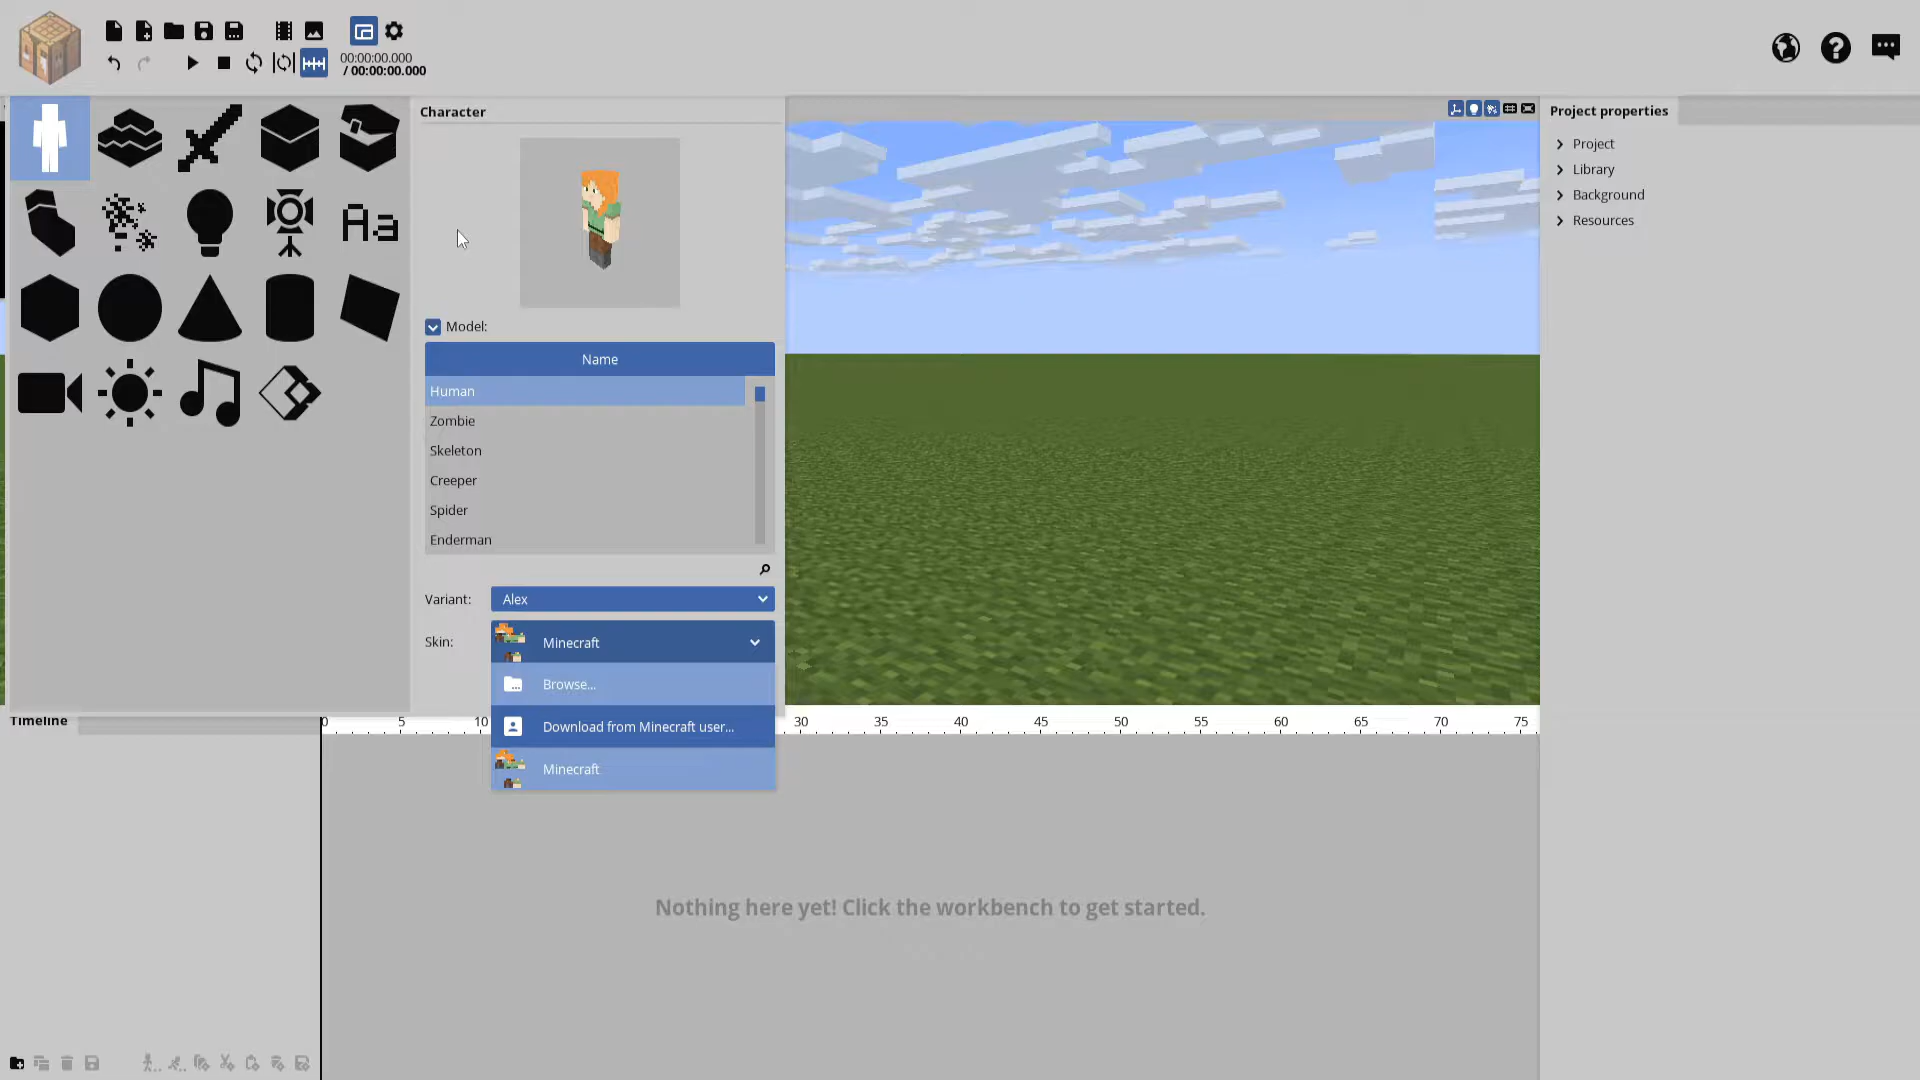 00:00:00.000
/ 00:00:00.000
Character
Project properties
Project
Library
Background
Resources
Aa
Model:
Name
Human
Zombie
Skeleton
Creeper
Spider
Enderman
Variant:
Alex
Skin:
Minecraft
Browse...
Download from Minecraft user...
Minecraft
Timeline
0 5 10 30 35 40 45 50 55 60 65 70 75
Nothing here yet! Click the workbench to get started.